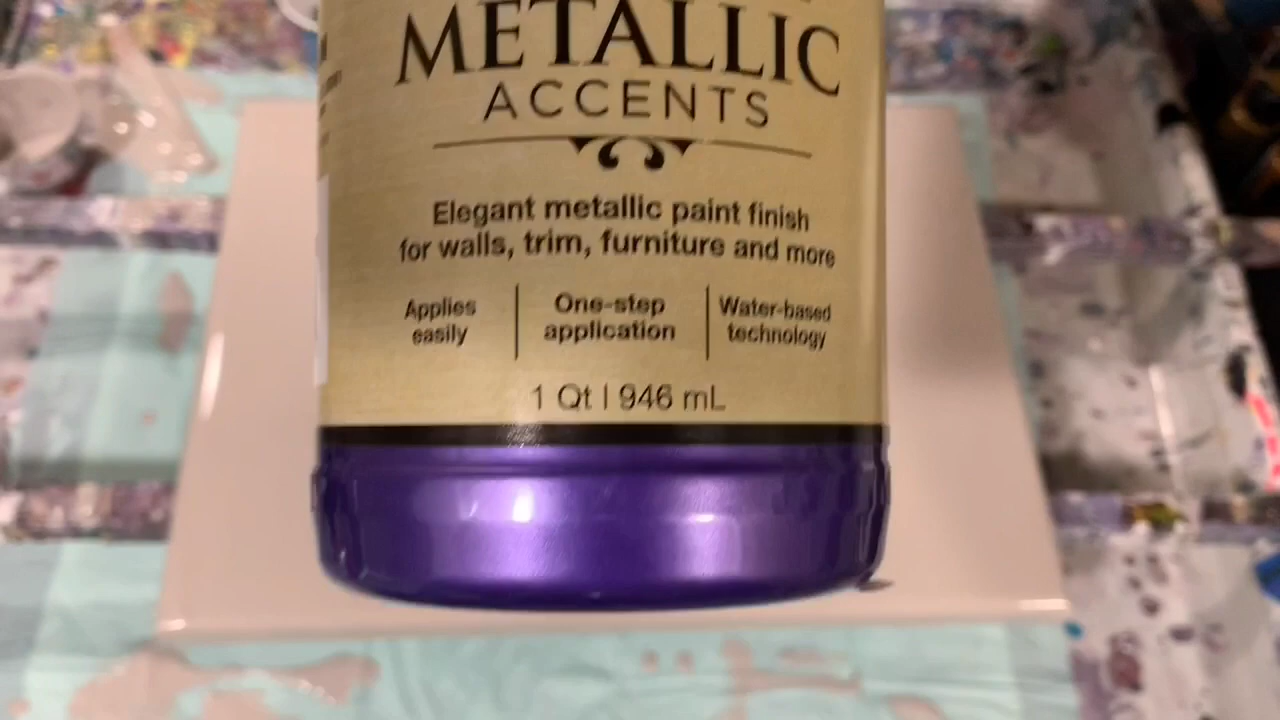 METALLIC
ACCENTS
Elegant metallic paint finish
for walls, trim, furniture and more
Applies
easily
One-step
application
Water-based
technology
1 Qt | 946 mL